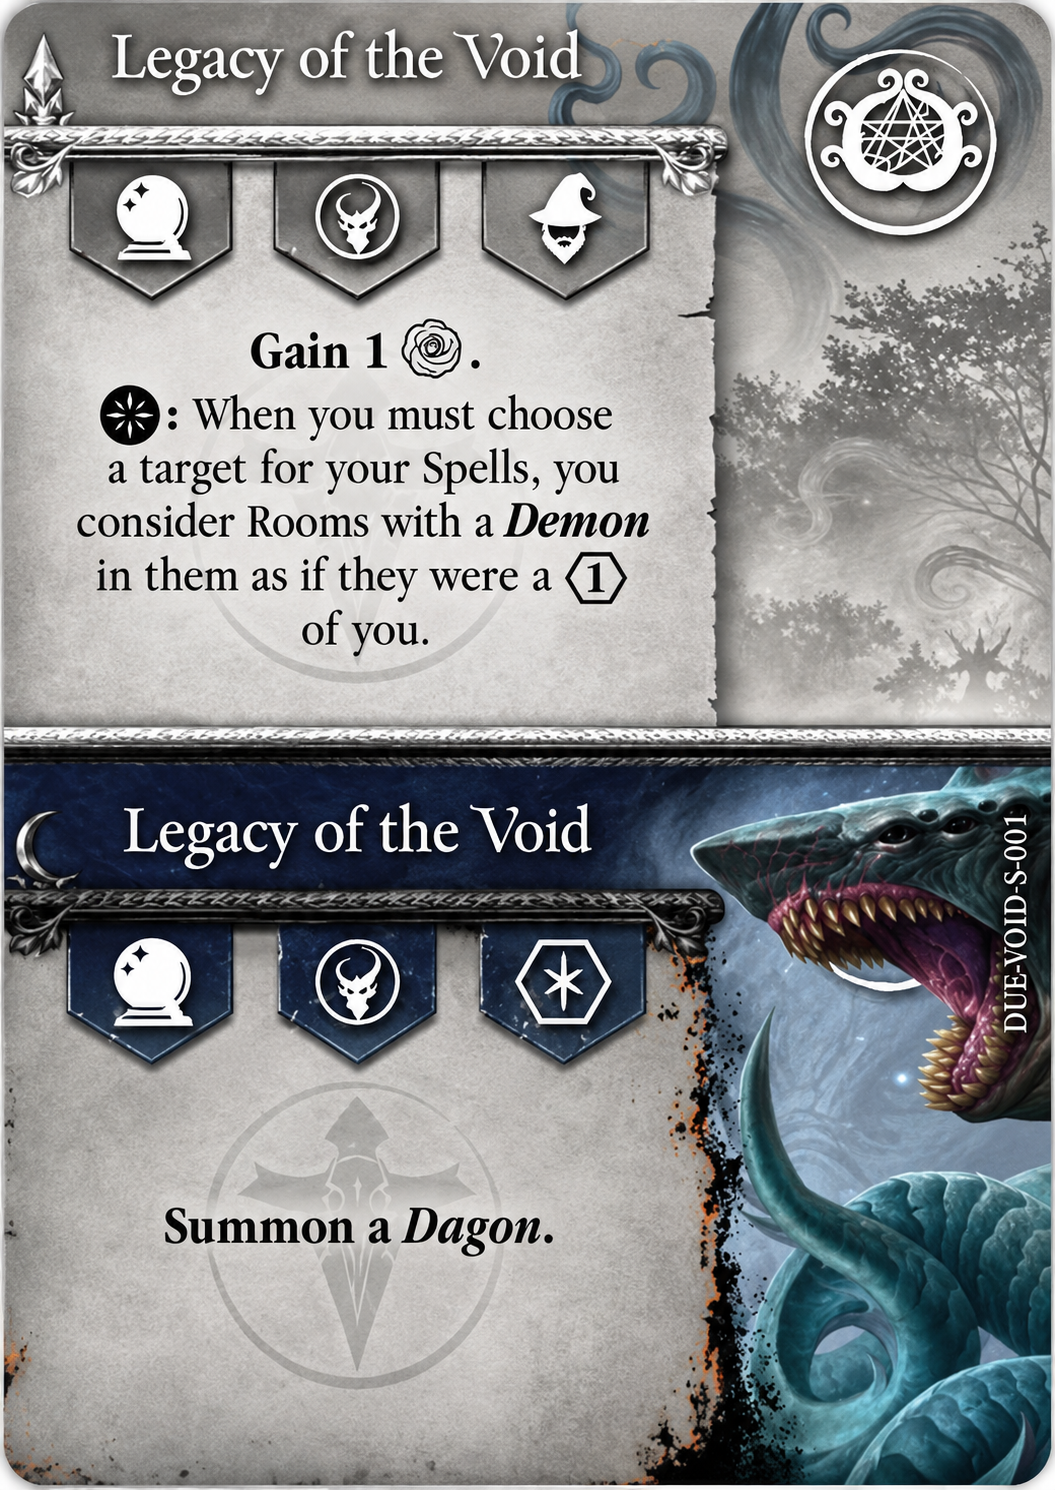 Legacy of the Void
Gain 1 .
: When you must choose
a target for your Spells, you
consider Rooms with a Demon
in them as if they were a 1
of you.
Legacy of the Void
DUE-VOID-S-001
Summon a Dagon.